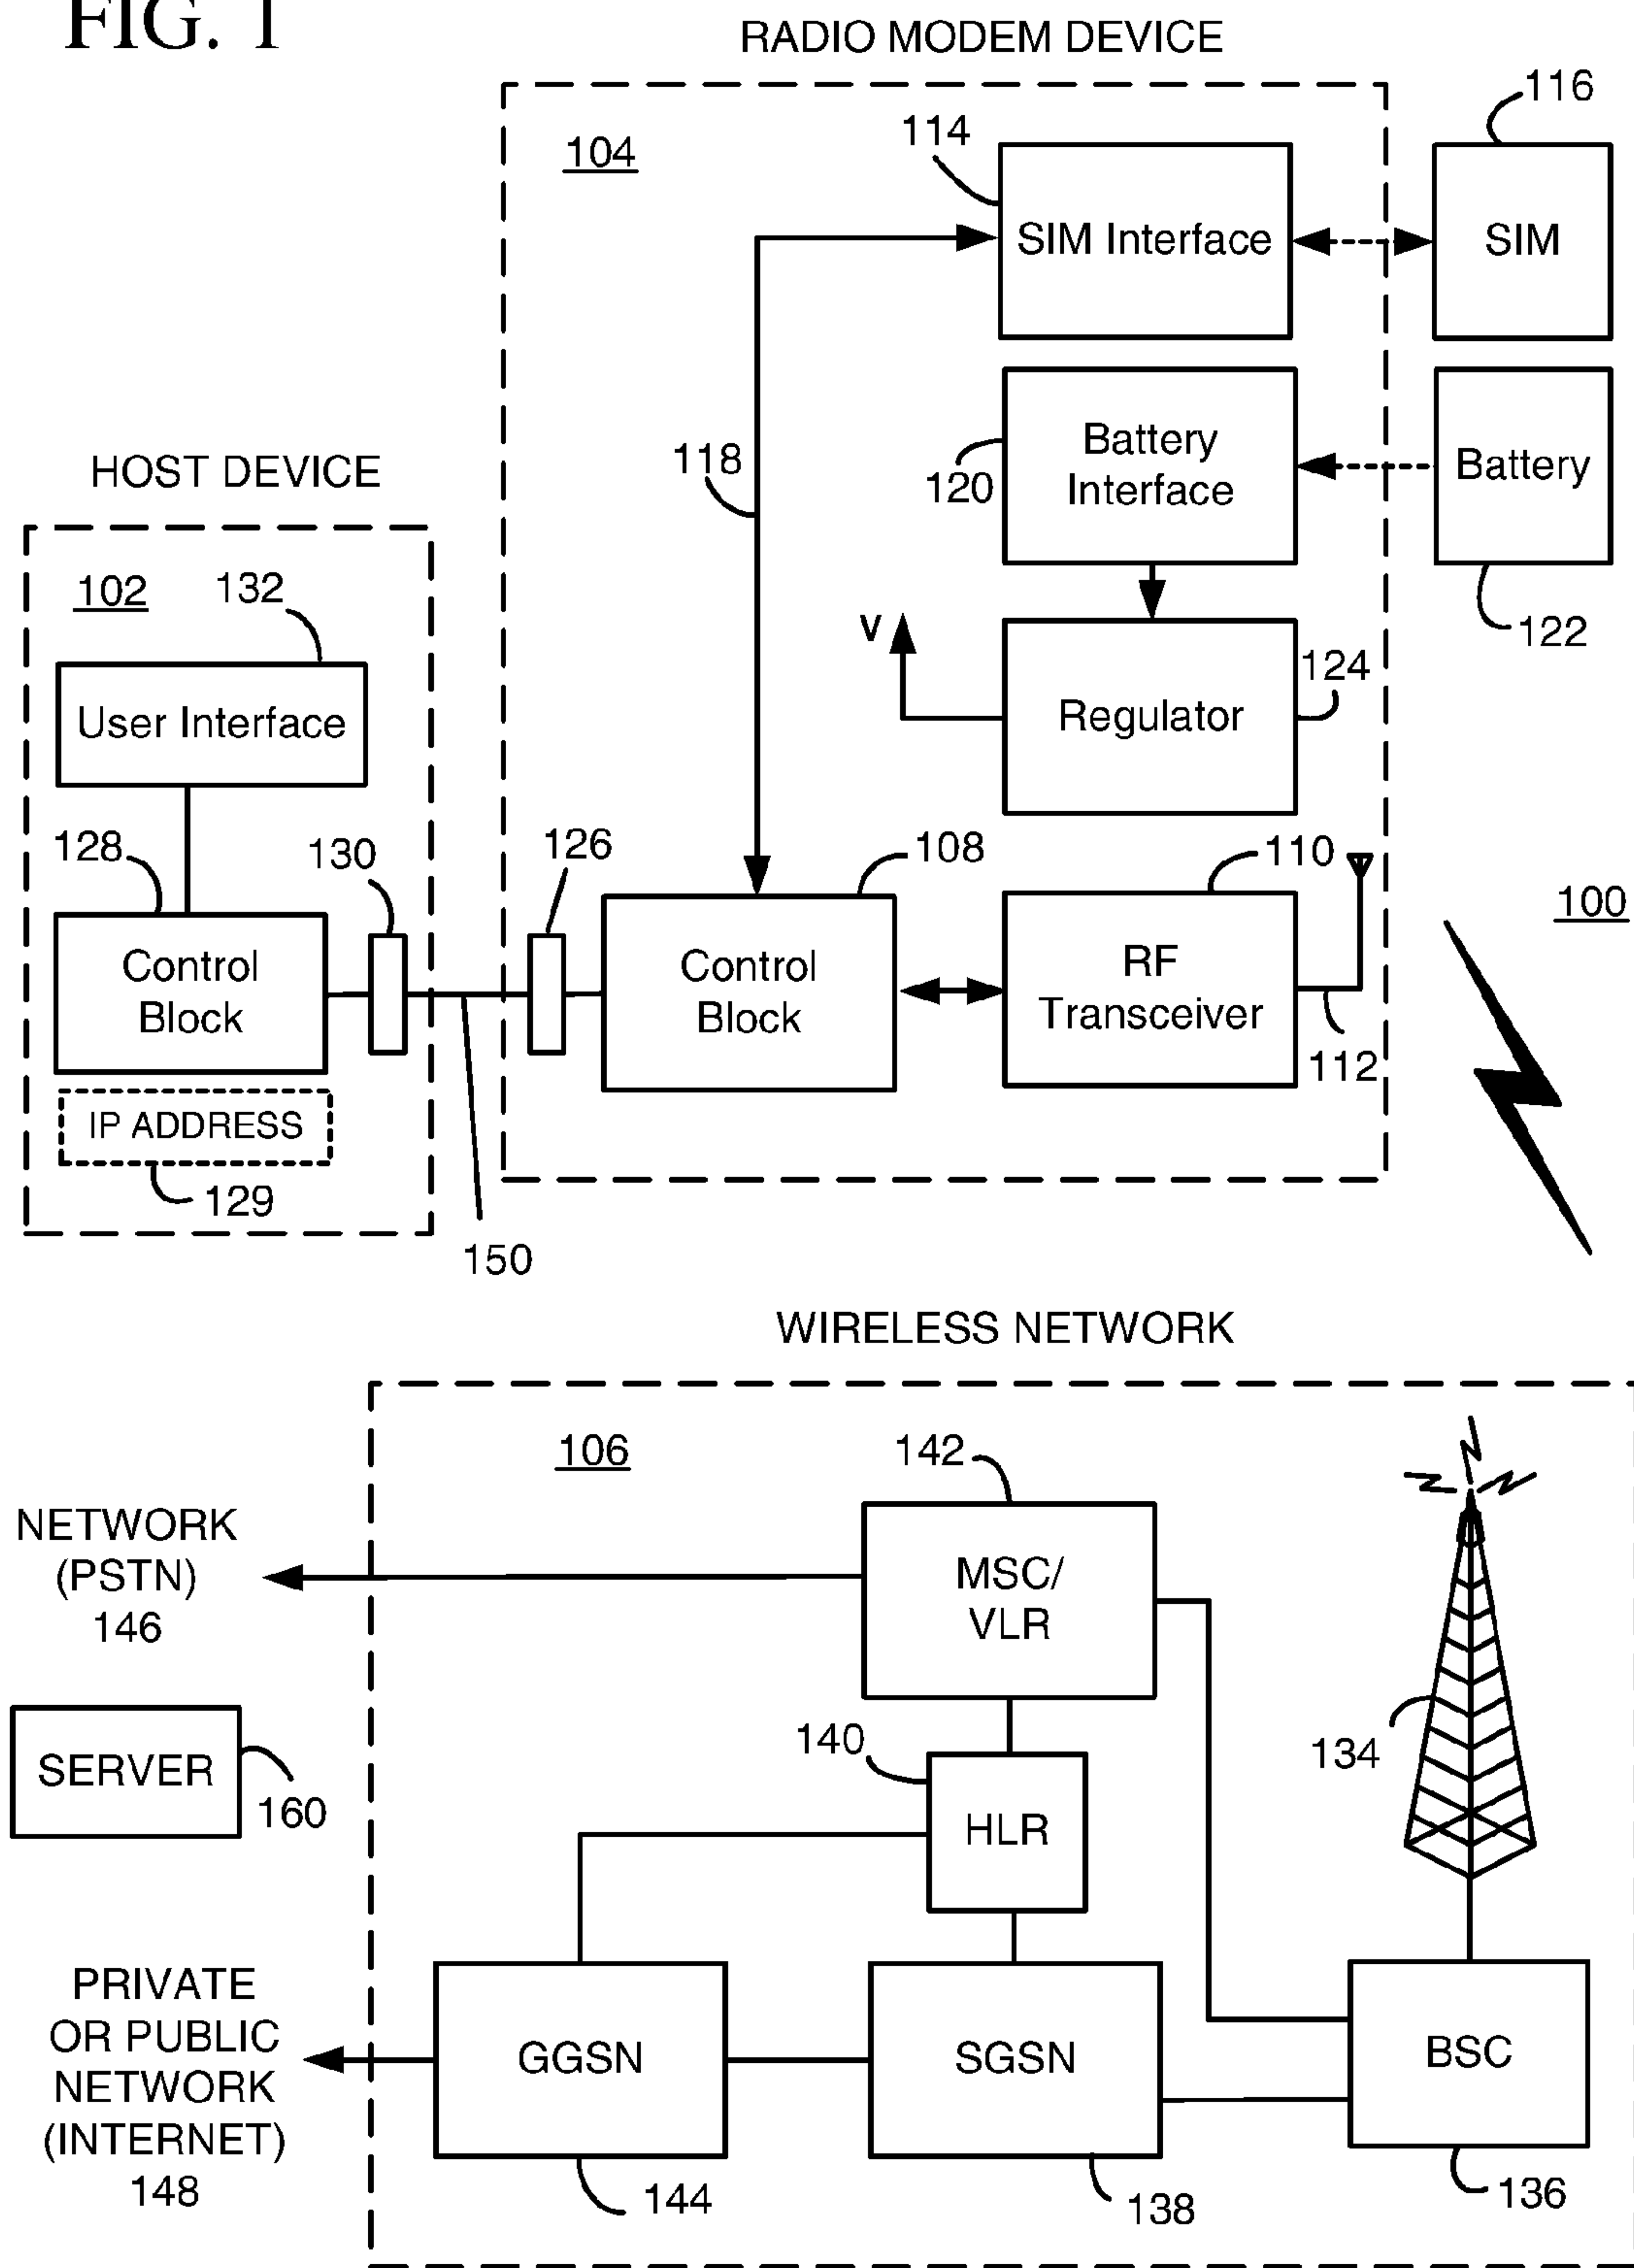 FIG. 1
RADIO MODEM DEVICE
116
114
104
SIM Interface
SIM
118
Battery
Interface
120
Battery
HOST DEVICE
102
132
V
122
124
User Interface
Regulator
128
130
126
108
110
100
Control
Block
Control
Block
RF
Transceiver
112
IP ADDRESS
129
150
WIRELESS NETWORK
106
142
NETWORK
(PSTN)
146
MSC/
VLR
140
134
SERVER
160
HLR
PRIVATE
OR PUBLIC
NETWORK
(INTERNET)
148
GGSN
SGSN
BSC
144
138
136